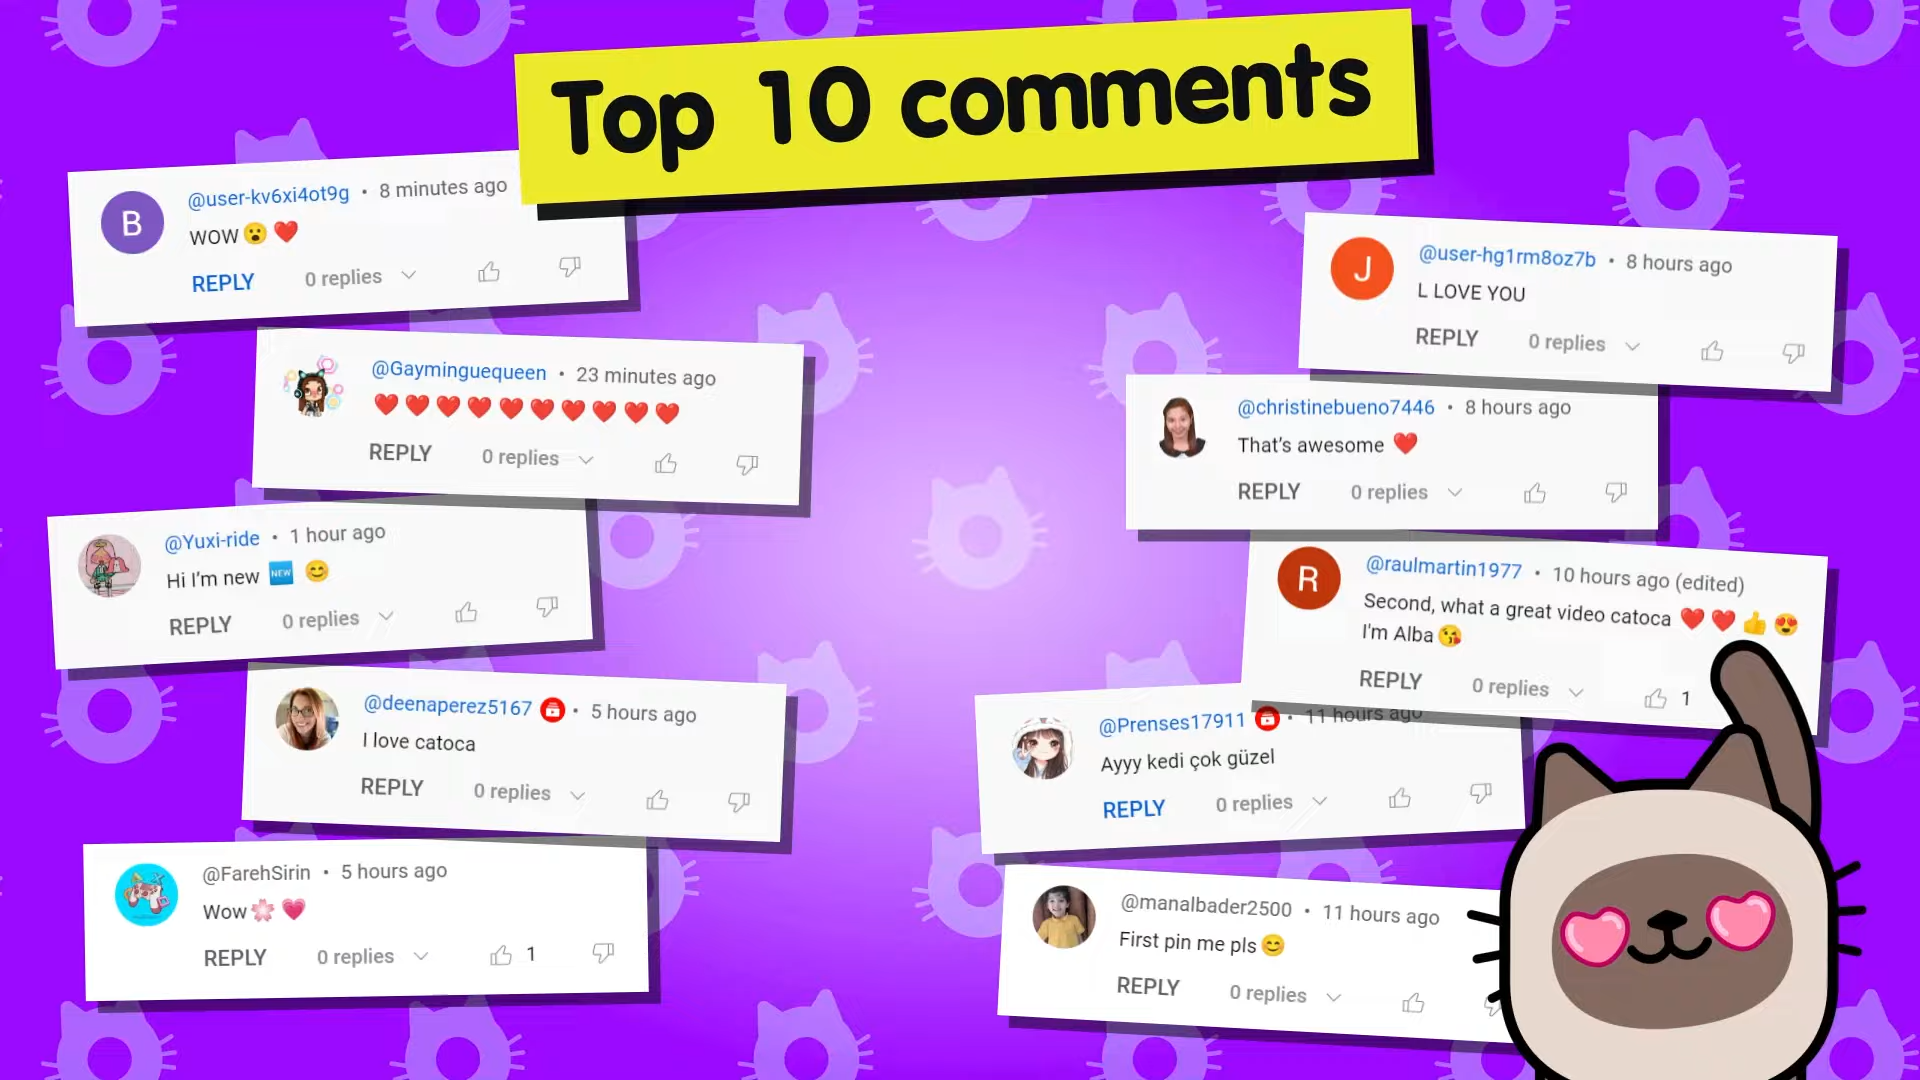 Top 10 comments
B
@user-kv6xi4ot9g • 8 minutes ago
WOW😮❤️
REPLY 0 replies
@Gayminguequeen • 23 minutes ago
❤️❤️❤️❤️❤️❤️❤️❤️❤️❤️
REPLY 0 replies
@Yuxi-ride • 1 hour ago
Hi I'm new 🆕 😊
REPLY 0 replies
@deenaperez5167 • 5 hours ago
I love catoca
REPLY 0 replies
@FarehSirin • 5 hours ago
Wow🌸💗
REPLY 0 replies 1
J
@user-hg1rm8oz7b • 8 hours ago
L LOVE YOU
REPLY 0 replies
@christinebueno7446 • 8 hours ago
That's awesome ❤️
REPLY 0 replies
R
@raulmartin1977 • 10 hours ago (edited)
Second, what a great video catoca ❤️❤️👍😍
I'm Alba😘
REPLY 0 replies 1
@Prenses17911 • 11 hours ago
Ayyy kedi çok güzel
REPLY 0 replies
@manalbader2500 • 11 hours ago
First pin me pls😊
REPLY 0 replies